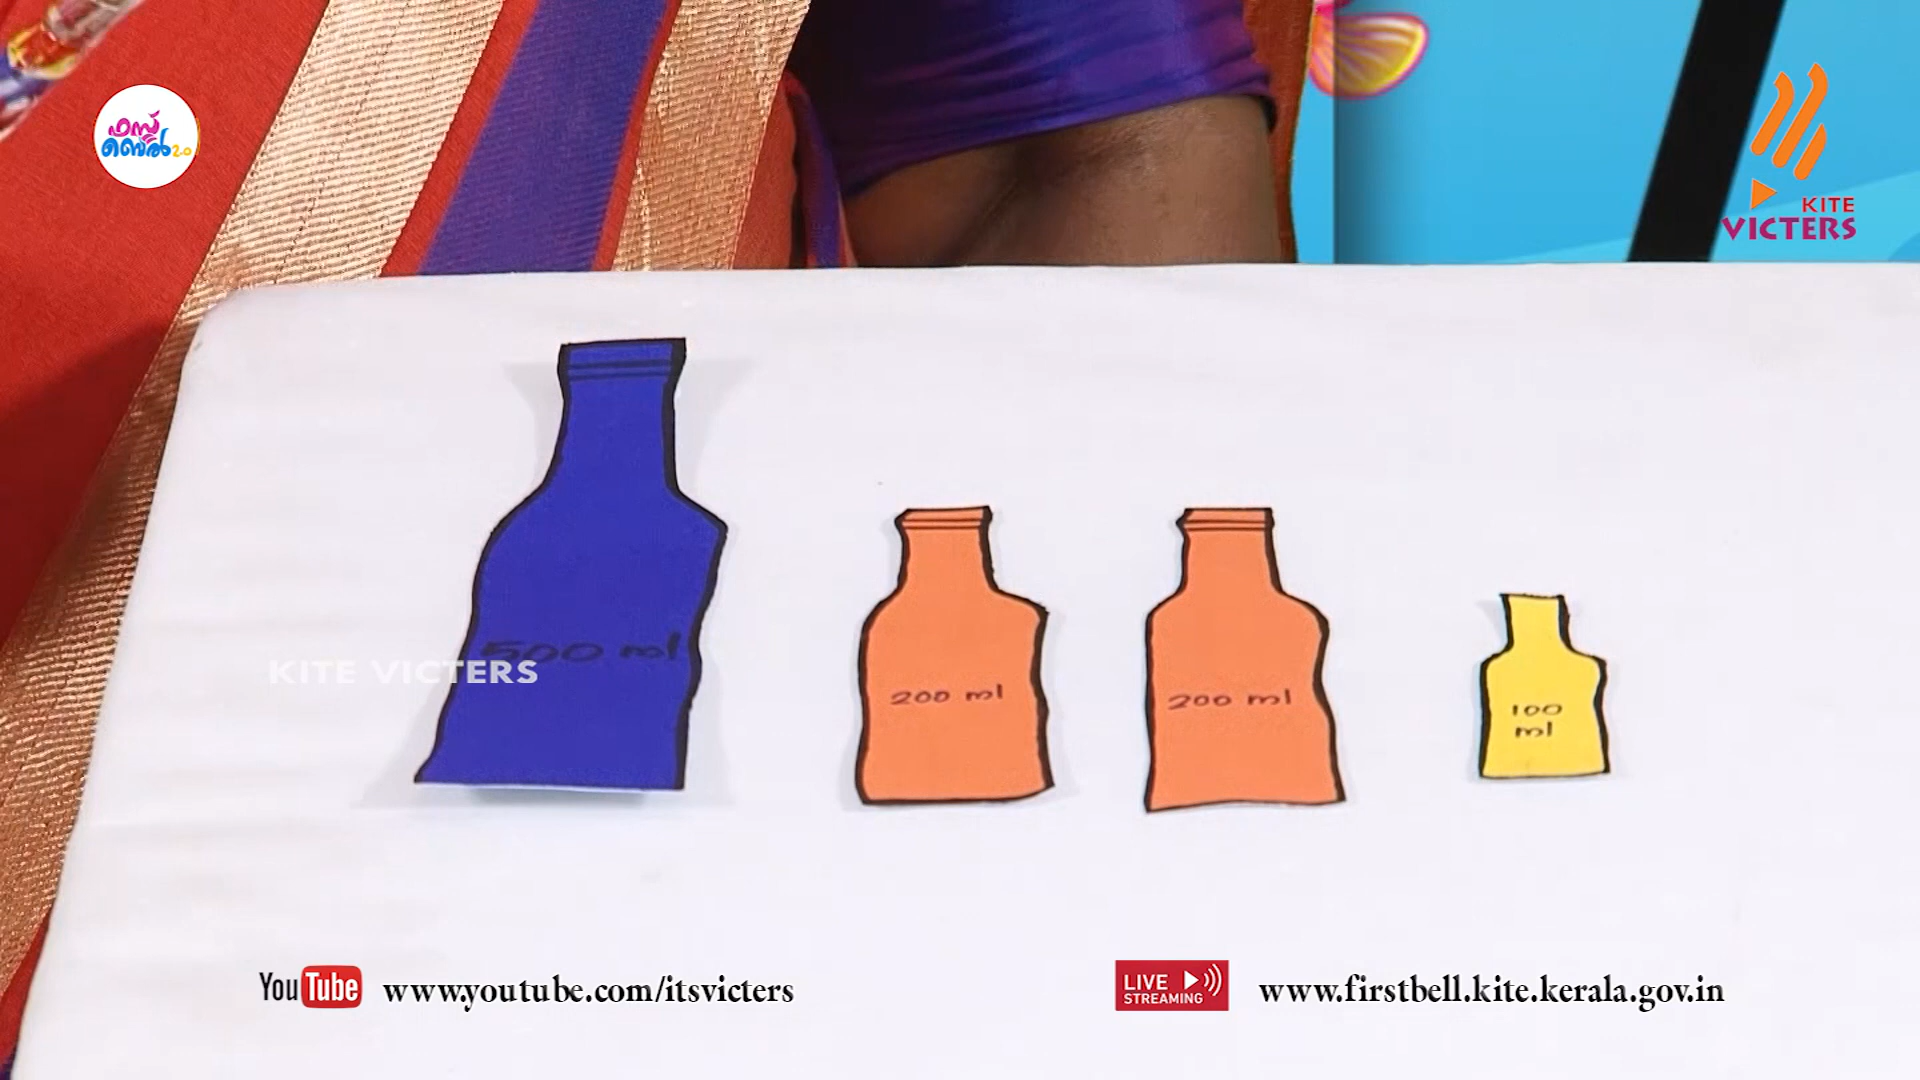 ഫസ്റ്റ്
ബെൽ 2.0
KITE
VICTERS
500 ml
KITE VICTERS
200 ml
200 ml
100
ml
YouTube www.youtube.com/itsvicters
LIVE
STREAMING
www.firstbell.kite.kerala.gov.in